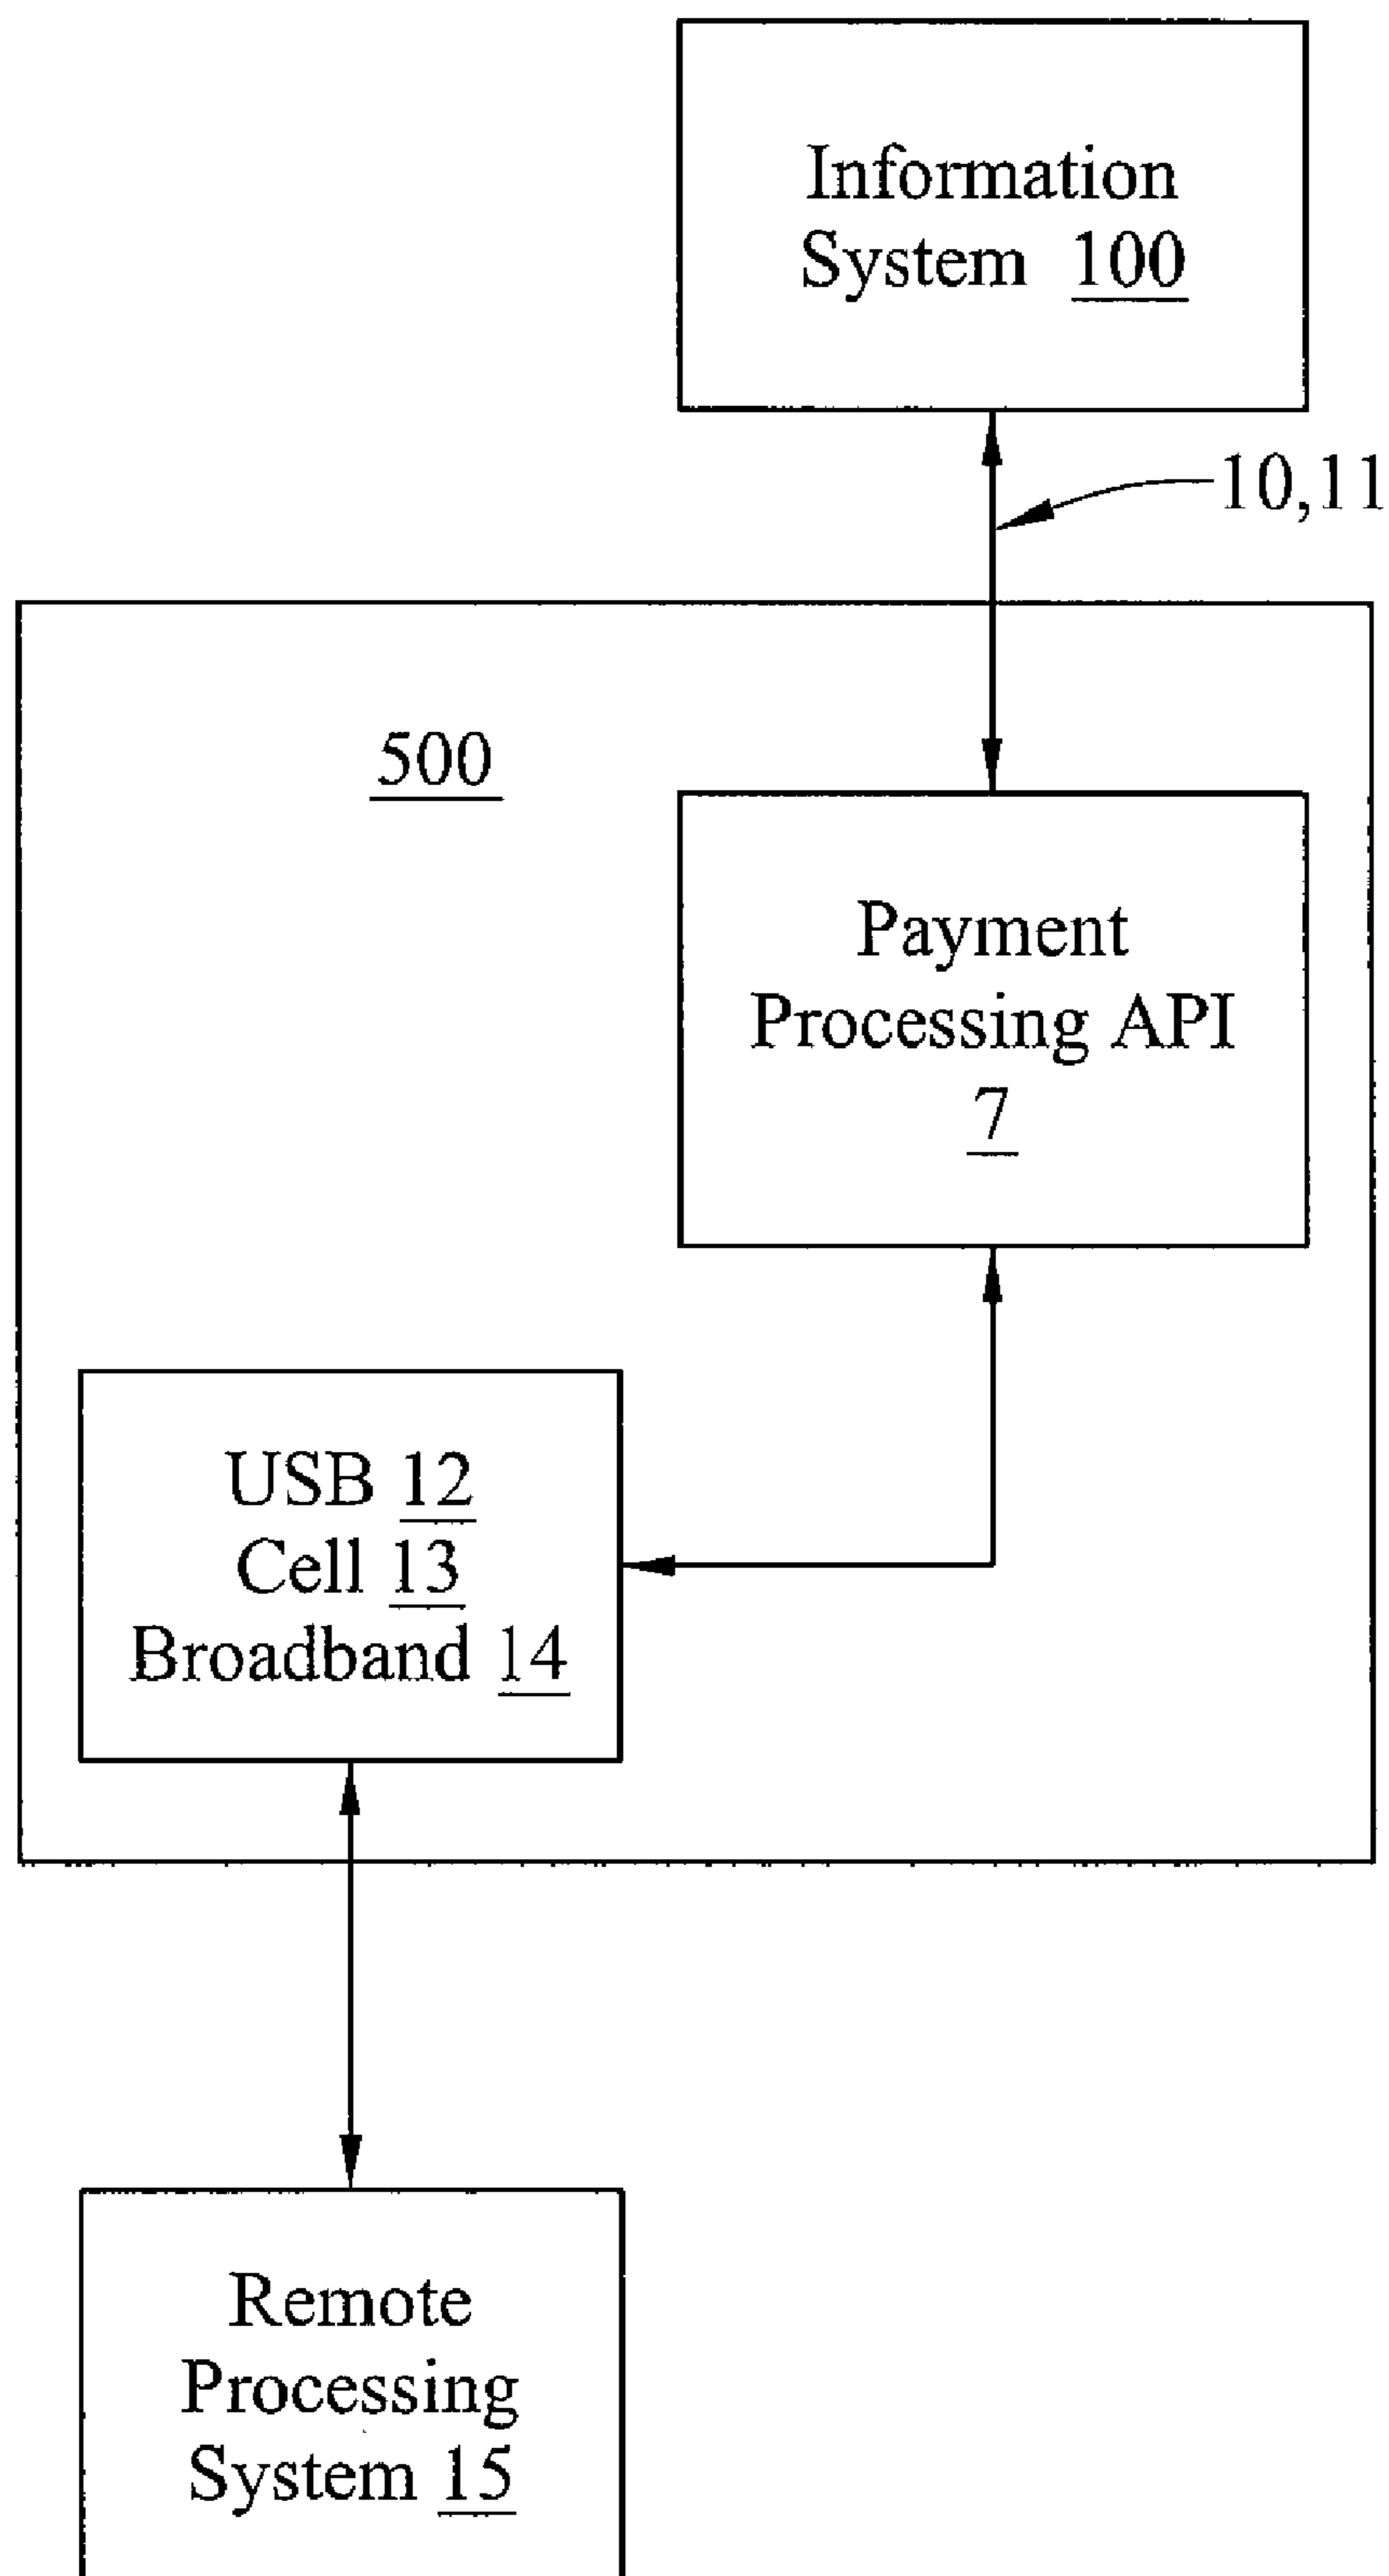 Information
System 100
10,11
500
Payment
Processing API
7
USB 12
Cell 13
Broadband 14
Remote
Processing
System 15